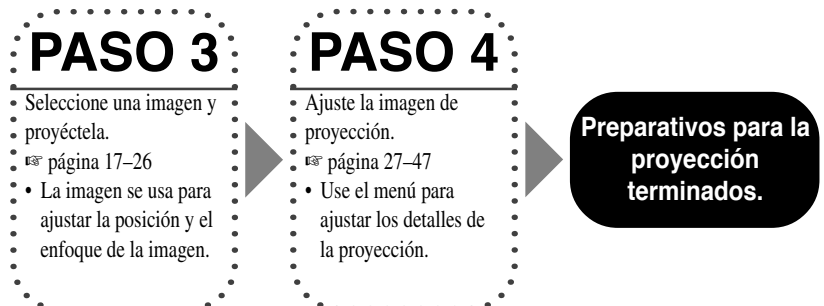 PASO 3
Seleccione una imagen y
proyéctela.
☞ página 17–26
• La imagen se usa para
ajustar la posición y el
enfoque de la imagen.
PASO 4
Ajuste la imagen de
proyección.
☞ página 27–47
• Use el menú para
ajustar los detalles de
la proyección.
Preparativos para la
proyección
terminados.